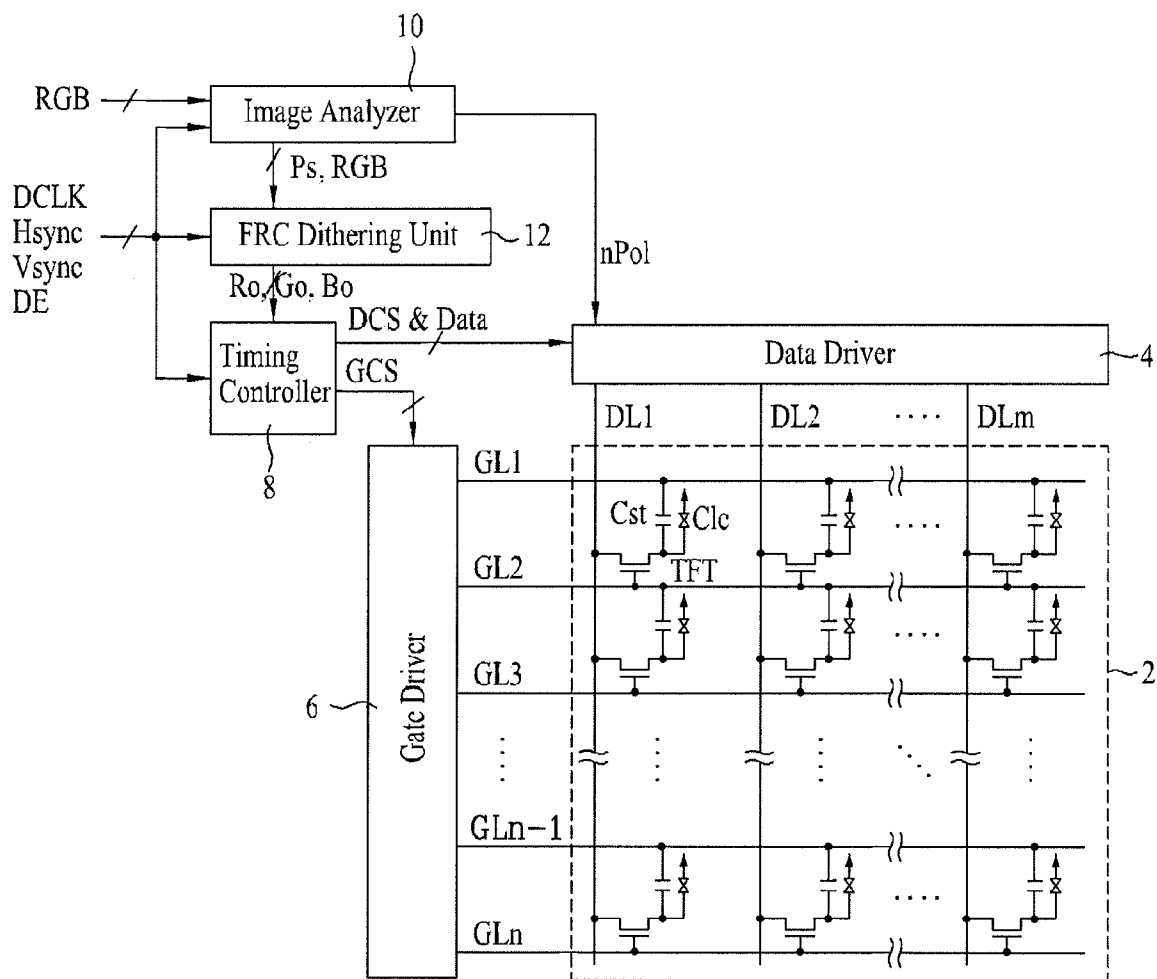 10
RGB
Image Analyzer
Ps, RGB
DCLK
Hsync
Vsync
DE
FRC Dithering Unit
12
nPol
Ro, Go, Bo
DCS & Data
Timing
Controller
GCS
Data Driver
4
8
DL1
DL2
....
DLm
GL1
Cst
Clc
....
GL2
TFT
....
GL3
2
6
Gate Driver
GLn-1
....
GLn